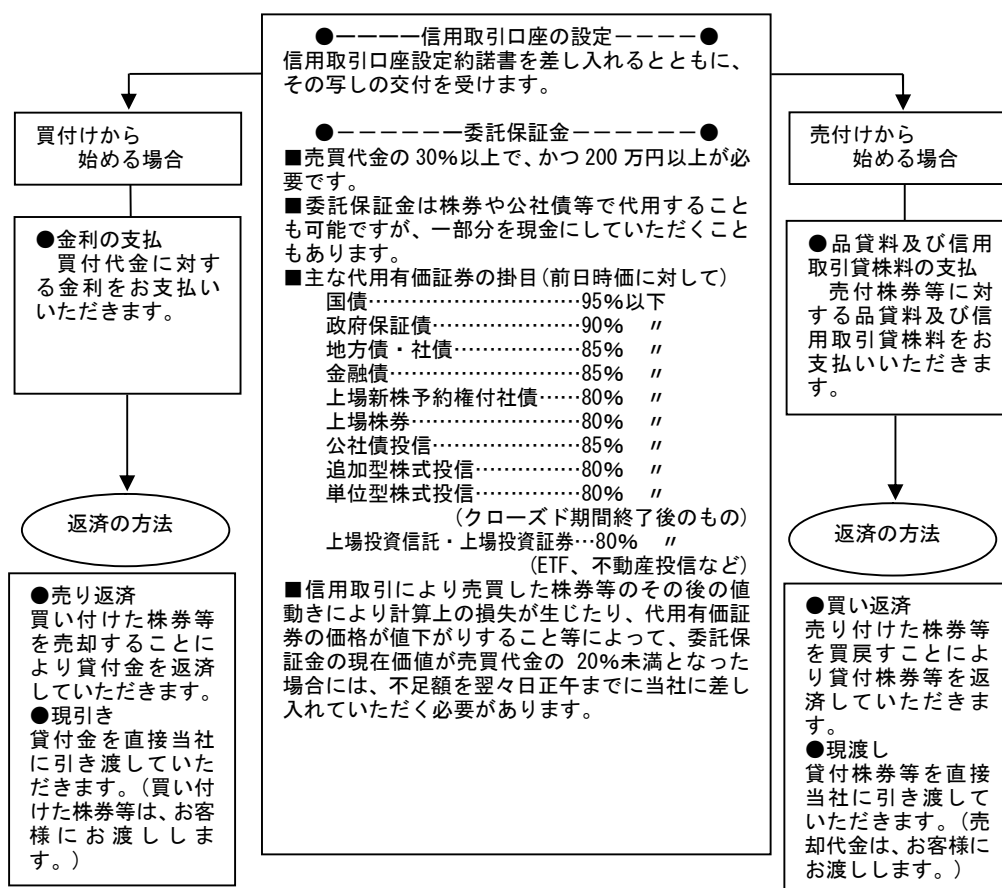 ●ーーーー信用取引口座の設定ーーーー●
信用取引口座設定約諾書を差し入れるとともに、
その写しの交付を受けます。
●ーーーーーー委託保証金ーーーーーー●
■売買代金の30%以上で、かつ200万円以上が必
要です。
■委託保証金は株券や公社債等で代用すること
も可能ですが、一部分を現金にしていただくこと
もあります。
■主な代用有価証券の掛目(前日時価に対して)
国債…………………………95%以下
政府保証債…………………90% 〃
地方債・社債………………85% 〃
金融債………………………85% 〃
上場新株予約権付社債……80% 〃
上場株券……………………80% 〃
公社債投信…………………85% 〃
追加型株式投信……………80% 〃
単位型株式投信……………80% 〃
(クローズド期間終了後のもの)
上場投資信託・上場投資証券…80% 〃
(ETF、不動産投信など)
■信用取引により売買した株券等のその後の値
動きにより計算上の損失が生じたり、代用有価証
券の価格が値下がりすること等によって、委託保
証金の現在価値が売買代金の 20%未満となった
場合には、不足額を翌々日正午までに当社に差し
入れていただく必要があります。
買付けから
始める場合
●金利の支払
買付代金に対す
る金利をお支払い
いただきます。
返済の方法
●売り返済
買い付けた株券等
を売却することに
より貸付金を返済
していただきます。
●現引き
貸付金を直接当社
に引き渡していた
だきます。(買い付
けた株券等は、お客
様にお渡ししま
す。)
売付けから
始める場合
●品貸料及び信用
取引貸株料の支払
売付株券等に対
する品貸料及び信
用取引貸株料をお
支払いいただきま
す。
返済の方法
●買い返済
売り付けた株券等
を買戻すことによ
り貸付株券等を返
済していただきま
す。
●現渡し
貸付株券等を直接
当社に引き渡して
いただきます。(売
却代金は、お客様に
お渡しします。)